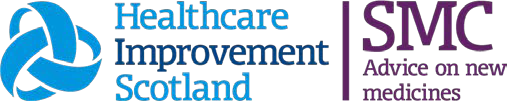 Healthcare
Improvement
Scotland
SMC
Advice on new
medicines